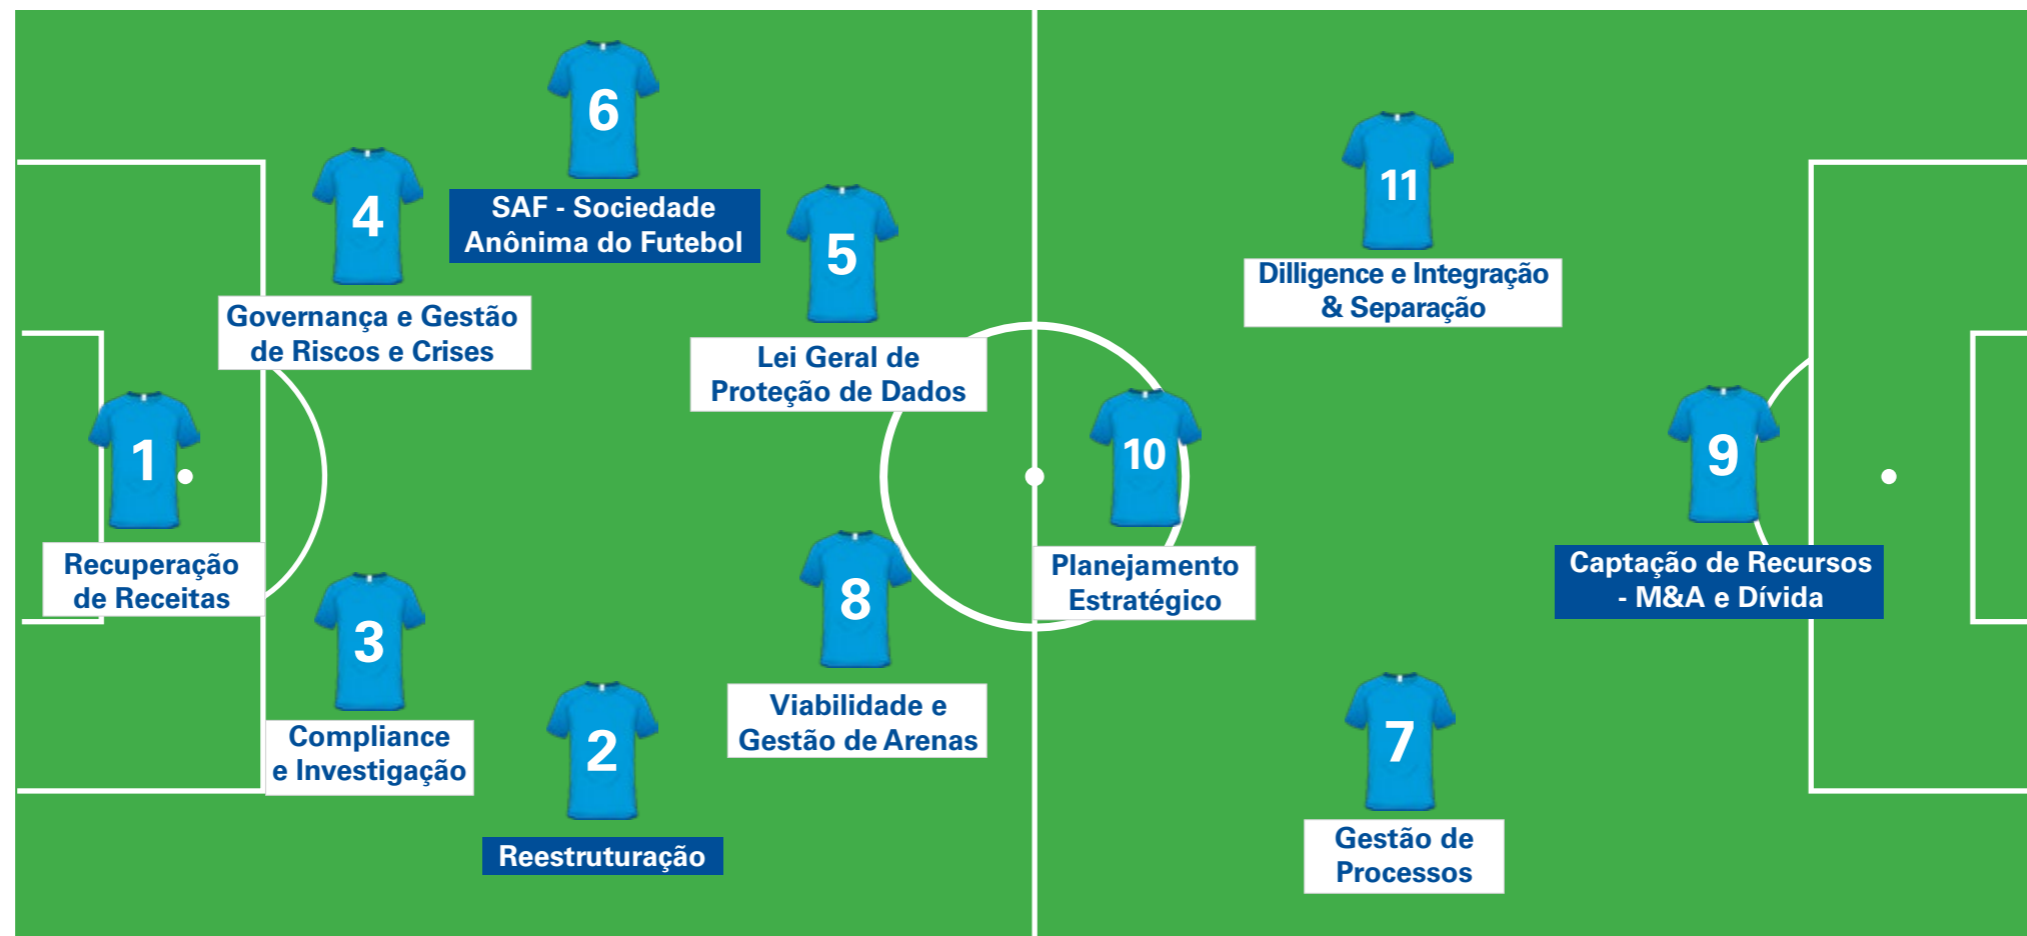 1
Recuperação
de Receitas
4
Governança e Gestão
de Riscos e Crises
3
Compliance
e Investigação
6
SAF - Sociedade
Anônima do Futebol
2
Reestruturação
5
Lei Geral de
Proteção de Dados
8
Viabilidade e
Gestão de Arenas
10
Planejamento
Estratégico
11
Dilligence e Integração
& Separação
7
Gestão de
Processos
9
Captação de Recursos
- M&A e Dívida